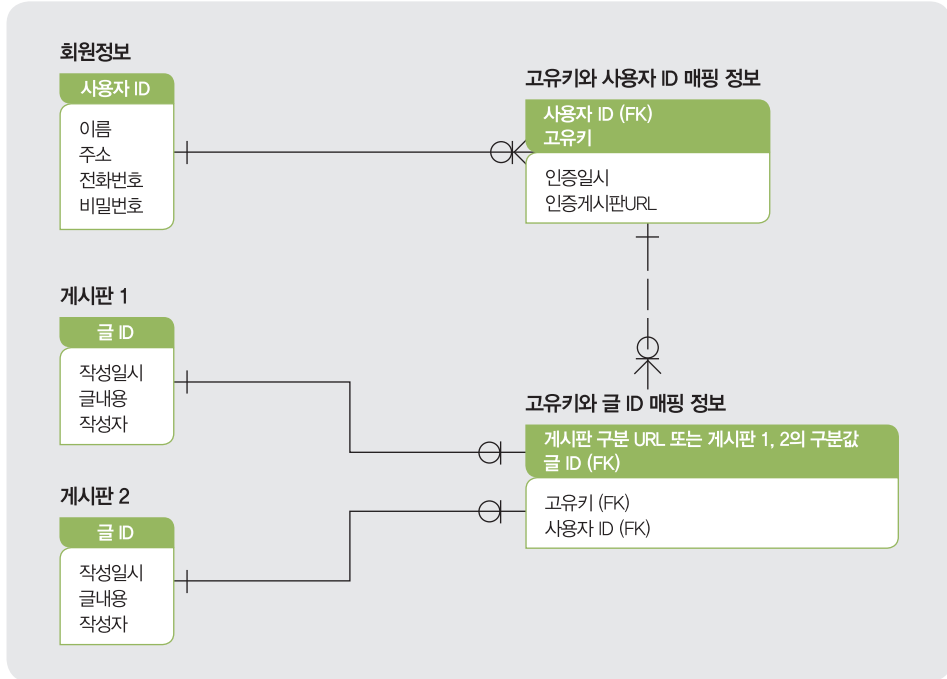 회원정보
사용자 ID
이름
주소
전화번호
비밀번호
고유키와 사용자 ID 매핑 정보
사용자 ID (FK)
고유키
인증일시
인증게시판URL
게시판 1
글 ID
작성일시
글내용
작성자
고유키와 글 ID 매핑 정보
게시판 구분 URL 또는 게시판 1, 2의 구분값
글 ID (FK)
고유키 (FK)
사용자 ID (FK)
게시판 2
글 ID
작성일시
글내용
작성자